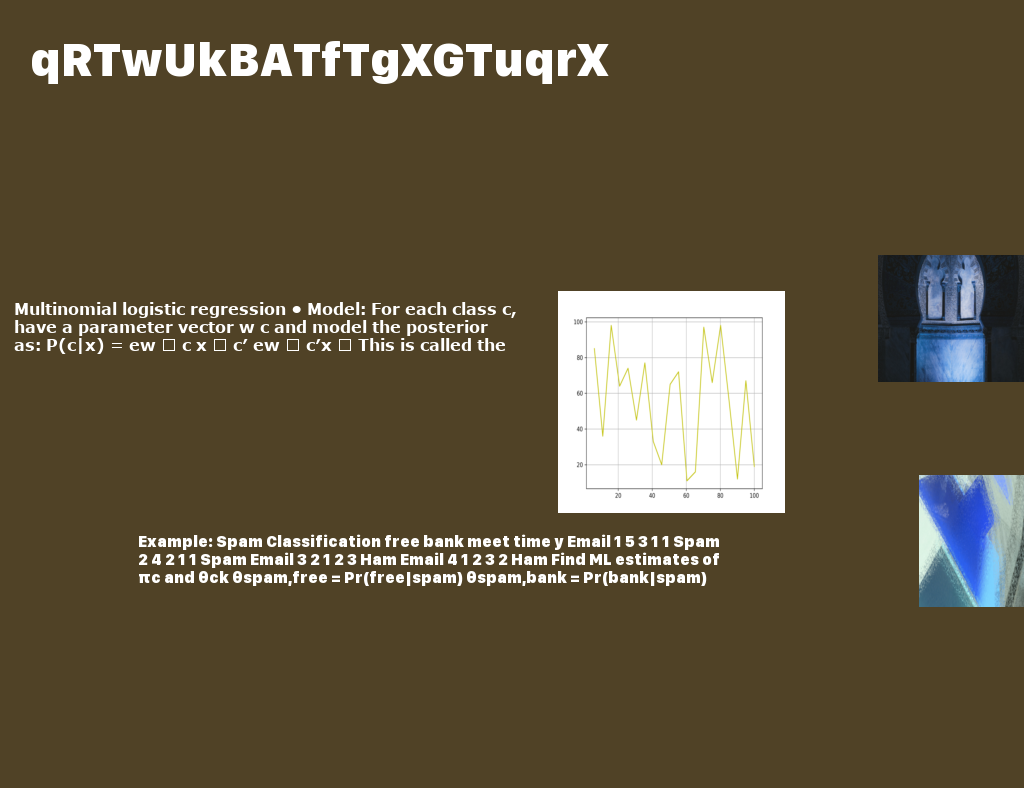 qRTwUkBATfTgXGTuqrX
Multinomial logistic regression • Model: For each class c,
have a parameter vector w c and model the posterior
as: P(c|x) = ew □ c x □ c′ ew □ c′x □ This is called the
100
80
60
40
20
20 40 60 80 100
Example: Spam Classification free bank meet time y Email 1 5 3 1 1 Spam
2 4 2 1 1 Spam Email 3 2 1 2 3 Ham Email 4 1 2 3 2 Ham Find ML estimates of
πc and θck θspam,free = Pr(free|spam) θspam,bank = Pr(bank|spam)